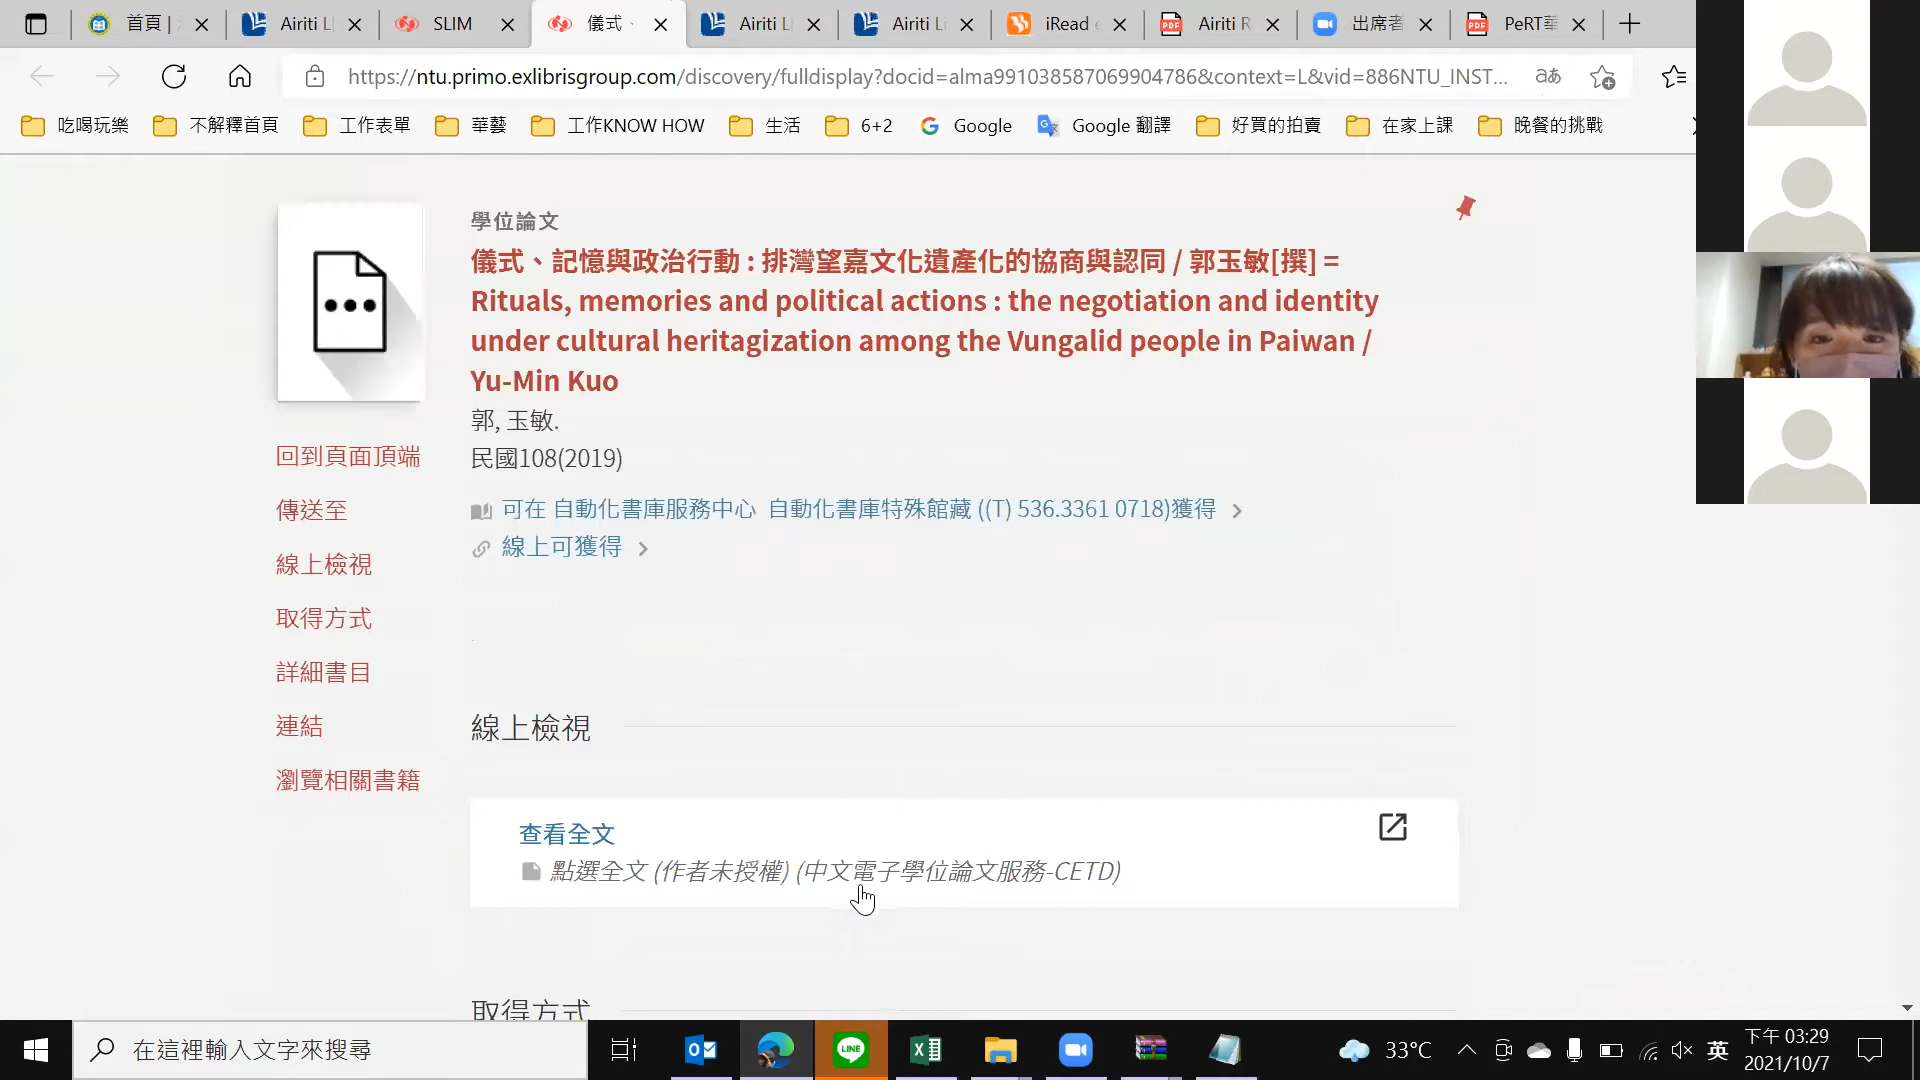 首頁 |
Airiti Li
SLIM
儀式、
Airiti Li
Airiti Li
iRead e
Airiti R
出席者
PeRT華
https://ntu.primo.exlibrisgroup.com/discovery/fulldisplay?docid=alma991038587069904786&context=L&vid=886NTU_INST...
吃喝玩樂
不解釋首頁
工作表單
華藝
工作KNOW HOW
生活
6+2
Google
Google 翻譯
好買的拍賣
在家上課
晚餐的挑戰
學位論文
儀式、記憶與政治行動 : 排灣望嘉文化遺產化的協商與認同 / 郭玉敏[撰] =
Rituals, memories and political actions : the negotiation and identity
under cultural heritagization among the Vungalid people in Paiwan /
Yu-Min Kuo
郭, 玉敏.
民國108(2019)
可在 自動化書庫服務中心 自動化書庫特殊館藏 ((T) 536.3361 0718)獲得
線上可獲得
回到頁面頂端
傳送至
線上檢視
取得方式
詳細書目
連結
瀏覽相關書籍
線上檢視
查看全文
點選全文 (作者未授權) (中文電子學位論文服務-CETD)
取得方式
在這裡輸入文字來搜尋
LINE
33°C
英
下午 03:29
2021/10/7